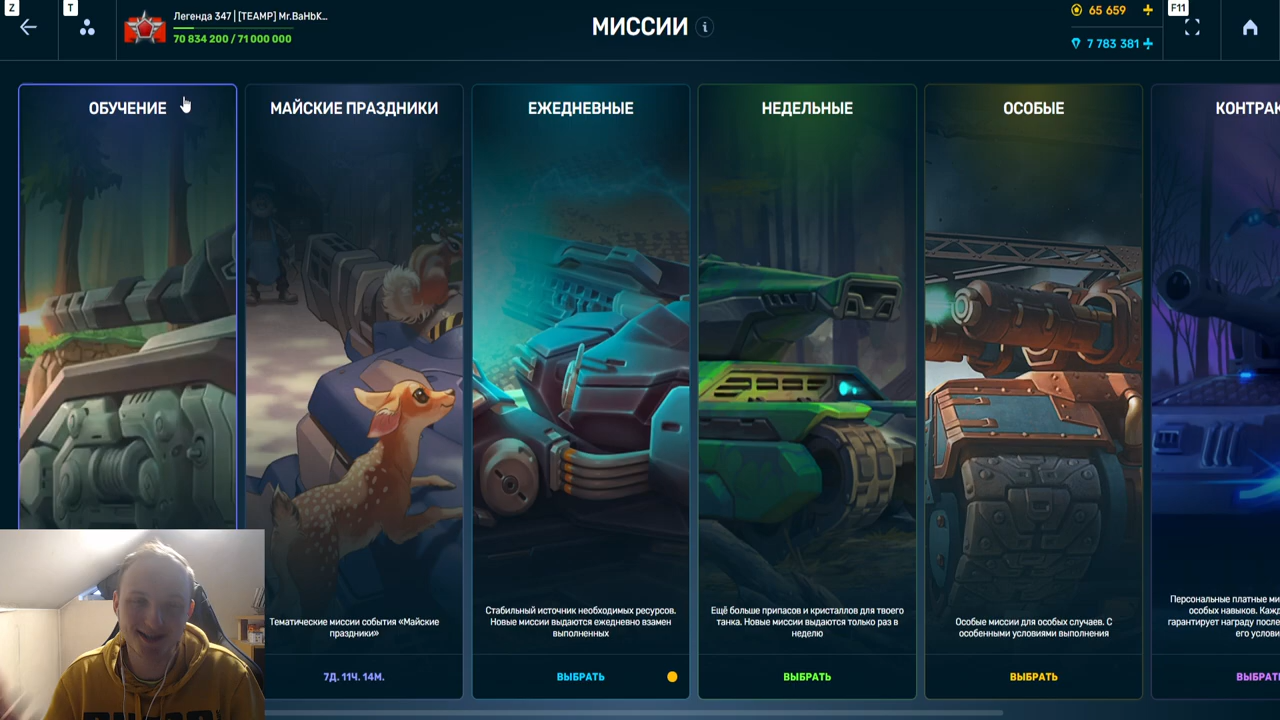 Z
T
Легенда 347 | [TEAMP] Mr.BaHbK...
70 834 200 / 71 000 000
МИССИИ
i
65 659
7 783 381
F11
ОБУЧЕНИЕ
МАЙСКИЕ ПРАЗДНИКИ
ЕЖЕДНЕВНЫЕ
НЕДЕЛЬНЫЕ
ОСОБЫЕ
КОНТРАК
Тематические миссии события «Майские
праздники»
7Д. 11Ч. 14М.
Стабильный источник необходимых ресурсов.
Новые миссии выдаются ежедневно взамен
выполненных
ВЫБРАТЬ
Ещё больше припасов и кристаллов для твоего
танка. Новые миссии выдаются только раз в
неделю
ВЫБРАТЬ
Особые миссии для особых случаев. С
особенными условиями выполнения
ВЫБРАТЬ
Персональные платные ми
особых навыков. Кажд
гарантирует награду после
его услови
ВЫБРАТ